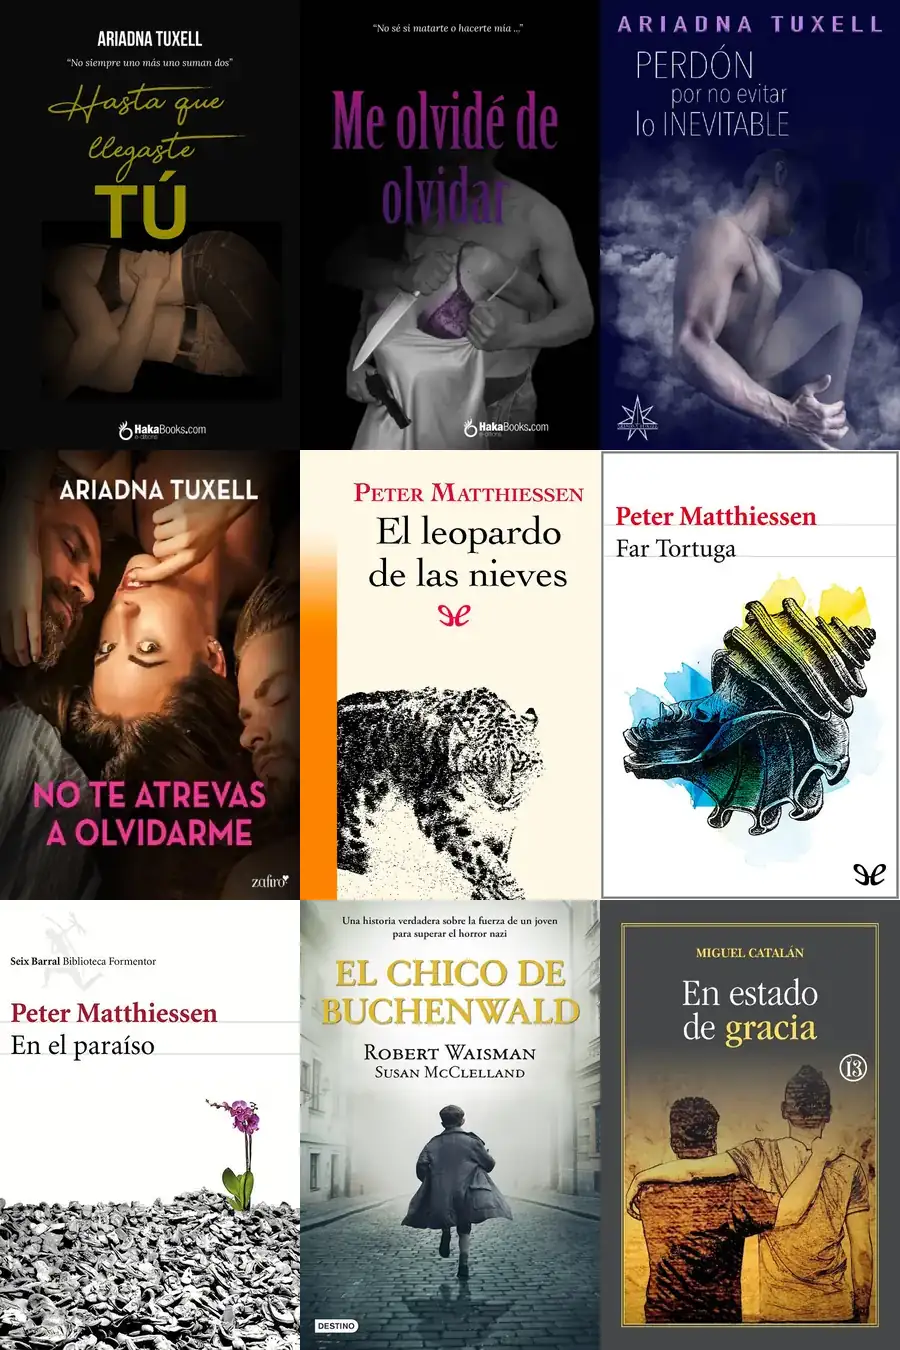 ARIADNA TUXELL
“No siempre uno más uno suman dos”
Hasta que
llegaste
TÚ
HakaBooks.com
e-ditions
“No sé si matarte o hacerte mía ...”
Me olvidé de
olvidar
HakaBooks.com
e-ditions
ARIADNA TUXELL
PERDÓN
por no evitar
lo INEVITABLE
ARIADNA TUXELL
NO TE ATREVAS
A OLVIDARME
zafiro
PETER MATTHIESSEN
El leopardo
de las nieves
Peter Matthiessen
Far Tortuga
Seix Barral Biblioteca Formentor
Peter Matthiessen
En el paraíso
Una historia verdadera sobre la fuerza de un joven
para superar el horror nazi
EL CHICO DE
BUCHENWALD
ROBERT WAISMAN
SUSAN MCCLELLAND
DESTINO
MIGUEL CATALÁN
En estado
de gracia
13